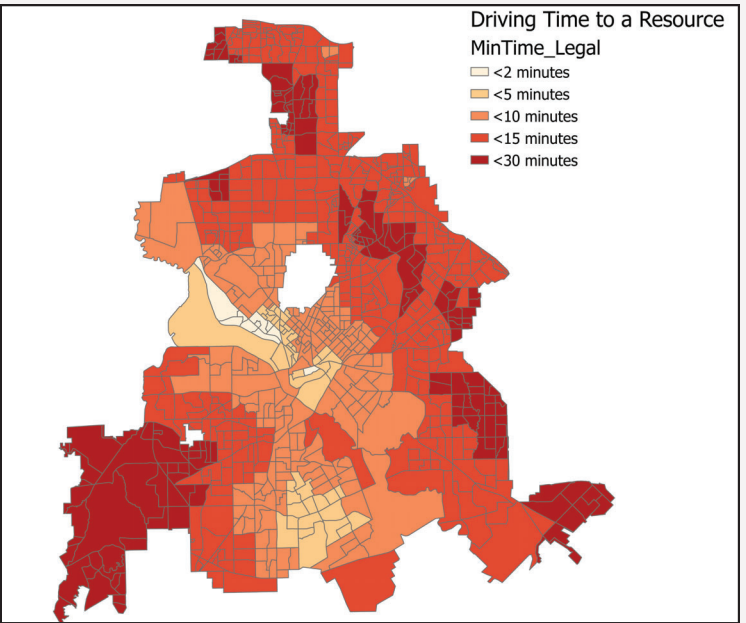 Driving Time to a Resource
MinTime_Legal
<2 minutes
<5 minutes
<10 minutes
<15 minutes
<30 minutes